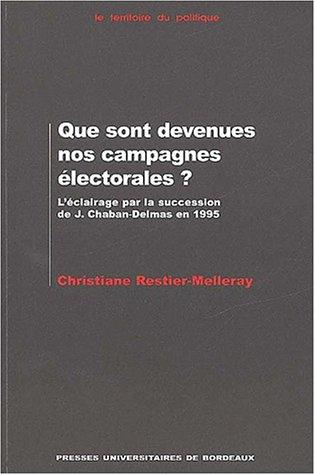 le territoire du politique
Que sont devenues
nos campagnes
électorales ?
L'éclairage par la succession
de J. Chaban-Delmas en 1995
Christiane Restier-Melleray
PRESSES UNIVERSITAIRES DE BORDEAUX